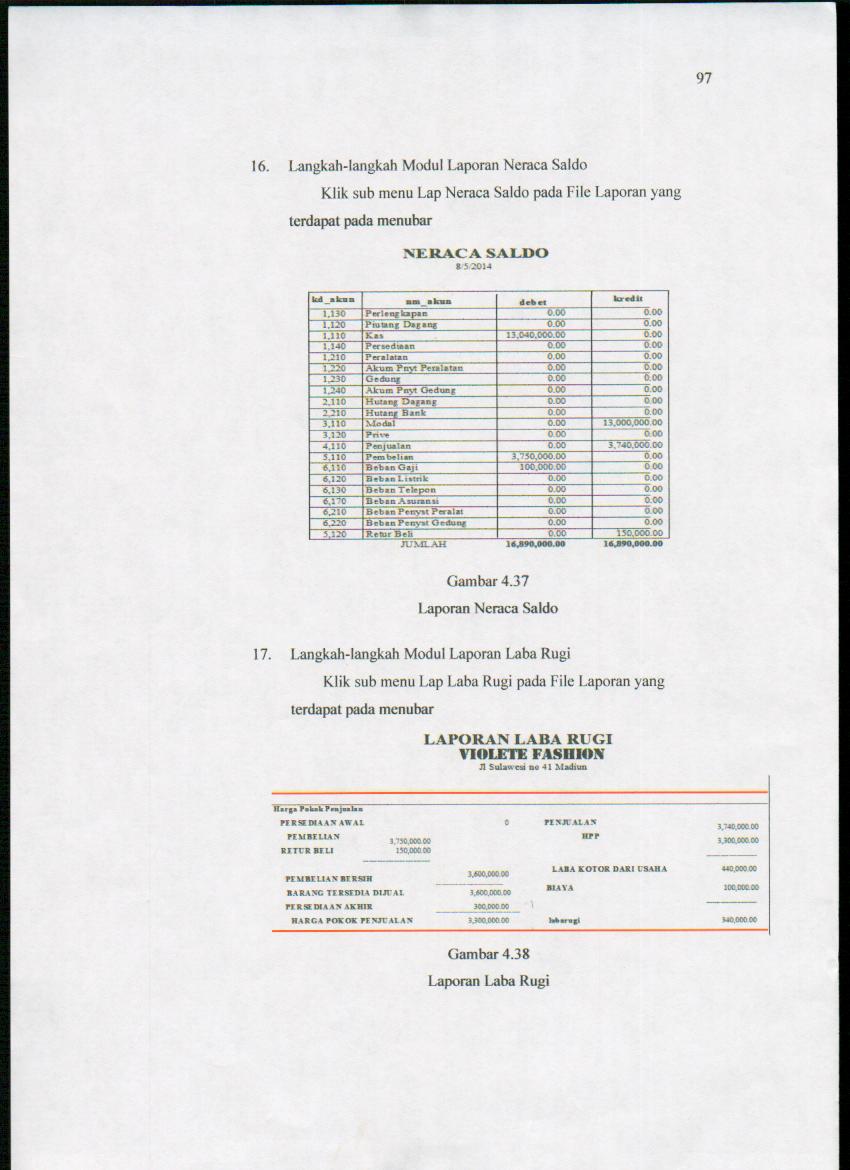 97
16. Langkah-langkah Modul Laporan Neraca Saldo
Klik sub menu Lap Neraca Saldo pada File Laporan yang
terdapat pada menubar
NERACA SALDO
8/5/2014
kd_akun nm_akun debet kredit
1,130 Perlengkapan 0.00 0.00
1,120 Piutang Dagang 0.00 0.00
1,110 Kas 13,040,000.00 0.00
1,140 Persediaan 0.00 0.00
1,210 Peralatan 0.00 0.00
1,220 Akum Pnyt Peralatan 0.00 0.00
1,230 Gedung 0.00 0.00
1,240 Akum Pnyt Gedung 0.00 0.00
2,110 Hutang Dagang 0.00 0.00
2,210 Hutang Bank 0.00 0.00
3,110 Modal 0.00 13,000,000.00
3,120 Prive 0.00 0.00
4,110 Penjualan 0.00 3,740,000.00
5,110 Pembelian 3,750,000.00 0.00
6,110 Beban Gaji 100,000.00 0.00
6,120 Beban Listrik 0.00 0.00
6,130 Beban Telepon 0.00 0.00
6,170 Beban Asuransi 0.00 0.00
6,210 Beban Penyst Peralat 0.00 0.00
6,220 Beban Penyst Gedung 0.00 0.00
5,120 Retur Beli 0.00 150,000.00
JUMLAH 16,890,000.00 16,890,000.00
Gambar 4.37
Laporan Neraca Saldo
17. Langkah-langkah Modul Laporan Laba Rugi
Klik sub menu Lap Laba Rugi pada File Laporan yang
terdapat pada menubar
LAPORAN LABA RUGI
VIOLETE FASHION
Jl Sulawesi no 41 Madiun
Harga Pokok Penjualan
PERSEDIAAN AWAL 0 PENJUALAN 3,740,000.00
PEMBELIAN 3,750,000.00 HPP 3,300,000.00
RETUR BELI 150,000.00
PEMBELIAN BERSIH 3,600,000.00 LABA KOTOR DARI USAHA 440,000.00
BARANG TERSEDIA DIJUAL 3,600,000.00 BIAYA 100,000.00
PERSEDIAAN AKHIR 300,000.00
HARGA POKOK PENJUALAN 3,300,000.00 labarugi 340,000.00
Gambar 4.38
Laporan Laba Rugi